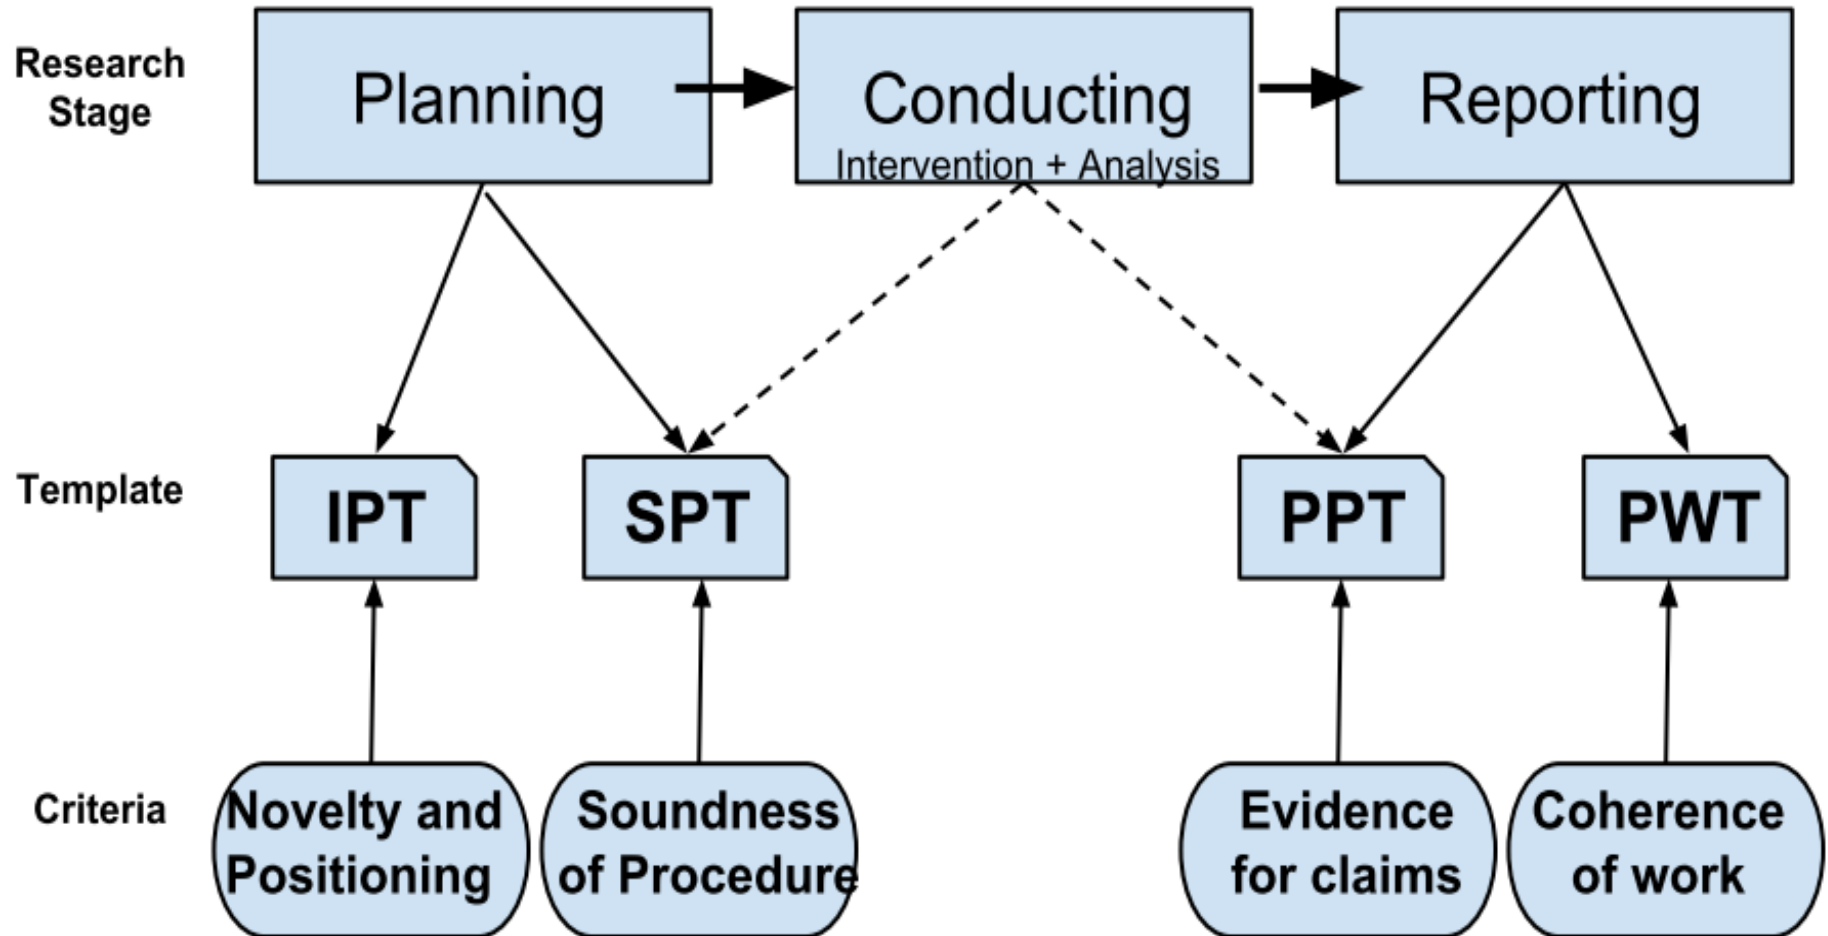 Research
Stage
Planning
Conducting
Intervention + Analysis
Reporting
Template
IPT
SPT
PPT
PWT
Criteria
Novelty and
Positioning
Soundness
of Procedure
Evidence
for claims
Coherence
of work